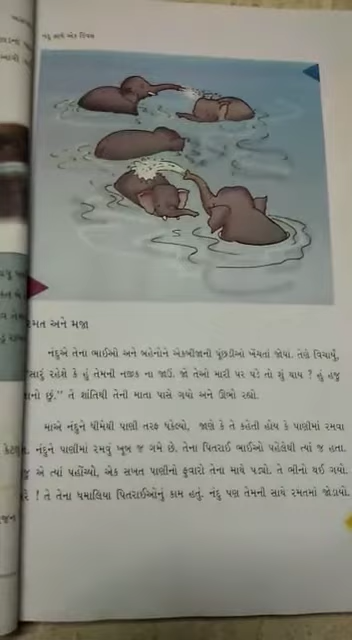 નંદુ સાથે એક દિવસ
રમત અને મજા
નંદુએ તેના ભાઈઓ અને બહેનોને એકબીજાની પૂંછડીઓ ખેંચતાં જોયાં. તેણે વિચાર્યું,
સારું રહેશે કે હું તેમની નજીક ના જાઉં. જો તેઓ મારી પર પડે તો શું થાય ? હું હજુ
નાનો છું.” તે શાંતિથી તેની માતા પાસે ગયો અને ઊભો રહ્યો.
માએ નંદુને ધીમેથી પાણી તરફ ધકેલ્યો, જાણે કે તે કહેતી હોય કે પાણીમાં રમવા
નંદુને પાણીમાં રમવું ખૂબ જ ગમે છે. તેના પિતરાઈ ભાઈઓ પહેલેથી ત્યાં જ હતા.
એ ત્યાં પહોંચ્યો, એક સખત પાણીનો ફુવારો તેના માથે પડ્યો. તે ભીનો થઈ ગયો.
! તે તેના ધમાલિયા પિતરાઈઓનું કામ હતું. નંદુ પણ તેમની સાથે રમતમાં જોડાયો.